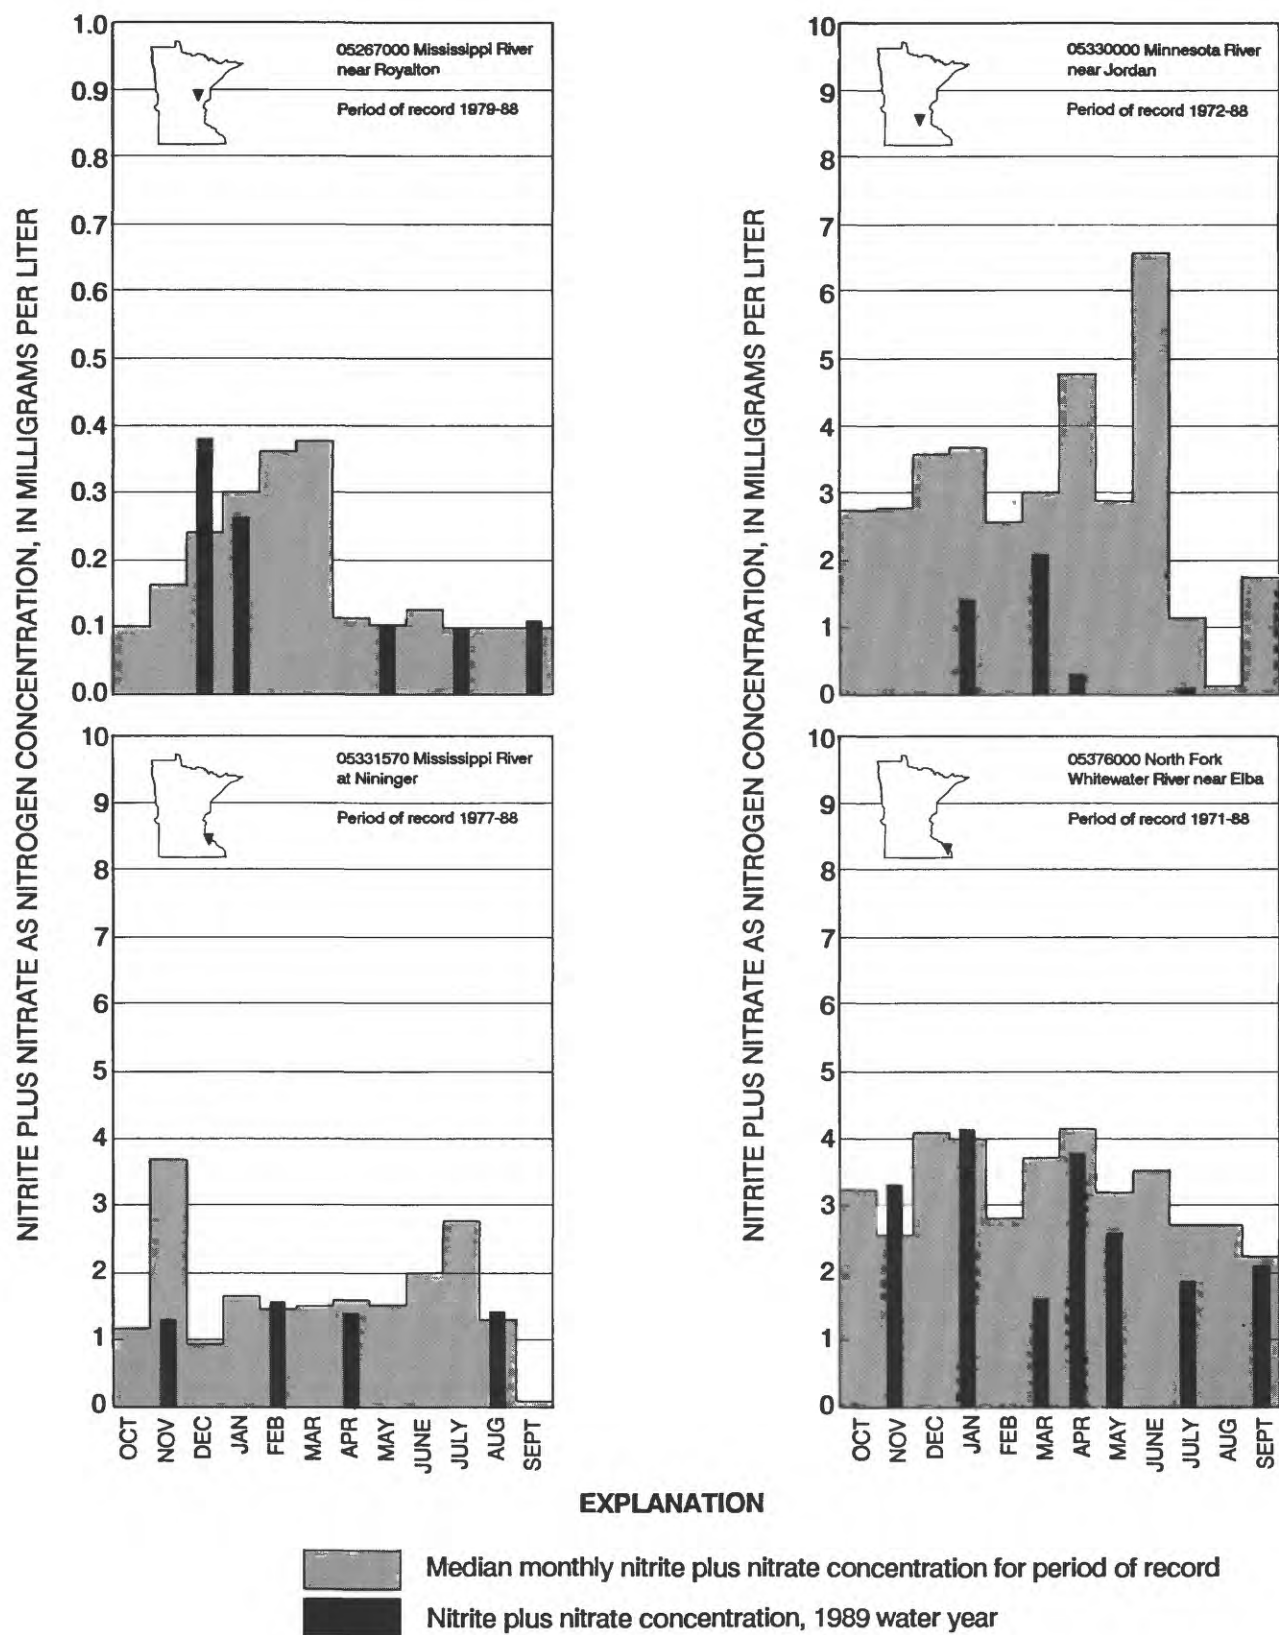 NITRITE PLUS NITRATE AS NITROGEN CONCENTRATION, IN MILLIGRAMS PER LITER
1.0
0.9
0.8
0.7
0.6
0.5
0.4
0.3
0.2
0.1
0.0
05267000 Mississippi River
near Royalton
Period of record 1979-88
NITRITE PLUS NITRATE AS NITROGEN CONCENTRATION, IN MILLIGRAMS PER LITER
10
9
8
7
6
5
4
3
2
1
0
05330000 Minnesota River
near Jordan
Period of record 1972-88
10
9
8
7
6
5
4
3
2
1
0
05331570 Mississippi River
at Nininger
Period of record 1977-88
OCT
NOV
DEC
JAN
FEB
MAR
APR
MAY
JUNE
JULY
AUG
SEPT
10
9
8
7
6
5
4
3
2
1
0
05376000 North Fork
Whitewater River near Elba
Period of record 1971-88
OCT
NOV
DEC
JAN
FEB
MAR
APR
MAY
JUNE
JULY
AUG
SEPT
EXPLANATION
Median monthly nitrite plus nitrate concentration for period of record
Nitrite plus nitrate concentration, 1989 water year